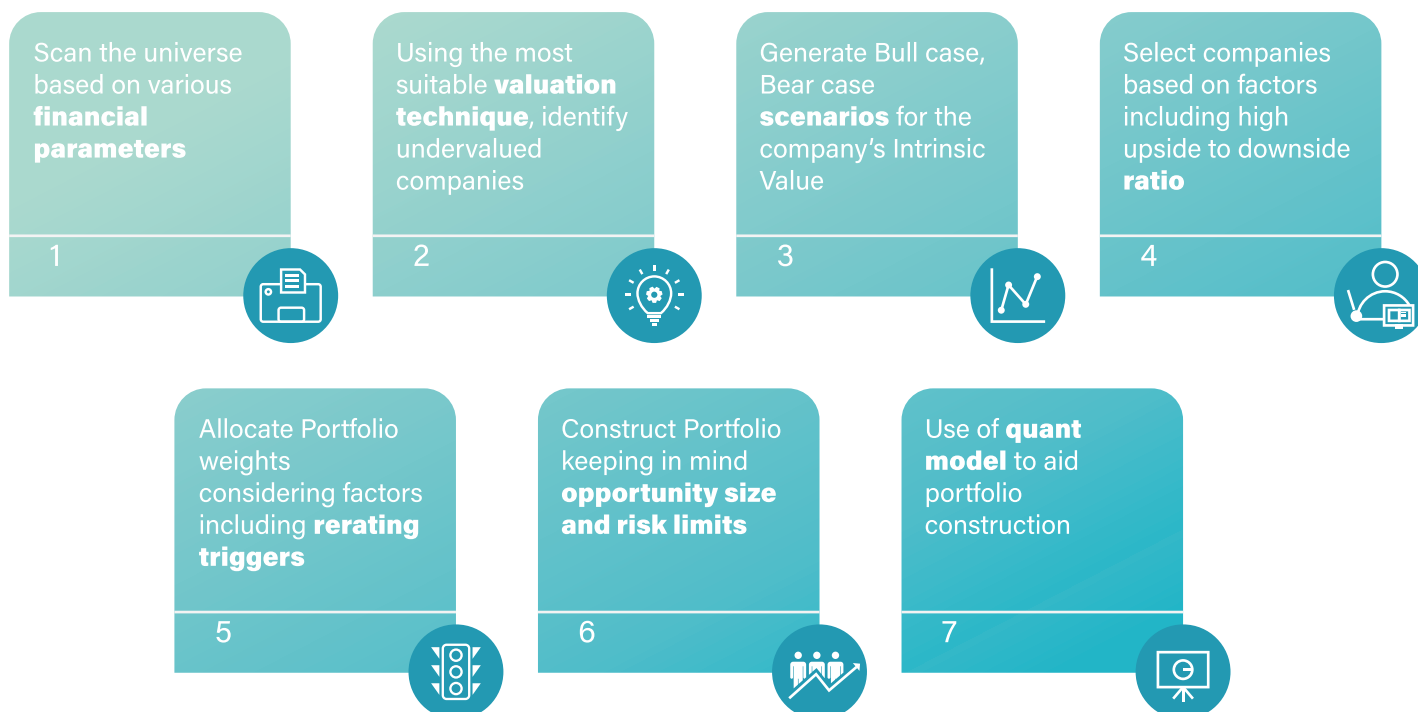 Scan the universe
based on various
financial
parameters
1
Using the most
suitable valuation
technique, identify
undervalued
companies
2
Generate Bull case,
Bear case
scenarios for the
company's Intrinsic
Value
3
Select companies
based on factors
including high
upside to downside
ratio
4
Allocate Portfolio
weights
considering factors
including rerating
triggers
5
Construct Portfolio
keeping in mind
opportunity size
and risk limits
6
Use of quant
model to aid
portfolio
construction
7